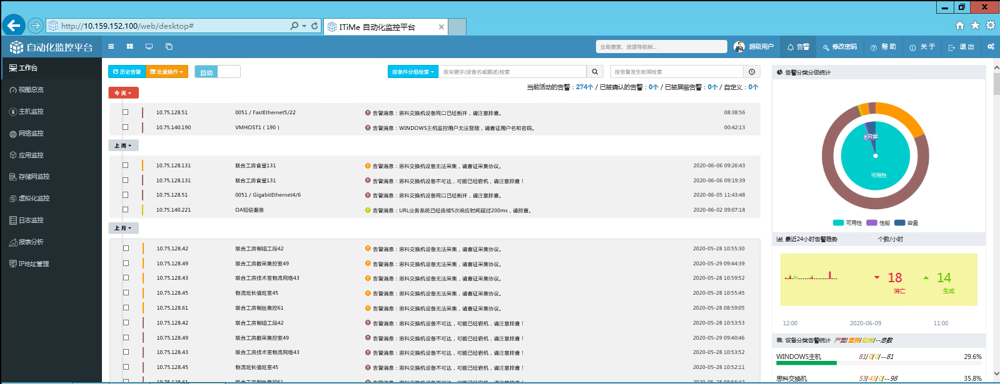 http://10.159.152.100/web/desktop#
ITiMe 自动化监控平台
自动化监控平台
全局搜索、资源导航树...
超级用户
告警
修改密码
帮 助
关 于
退 出
工作台
视图总览
主机监控
网络监控
应用监控
存储网监控
虚拟化监控
日志监控
报表分析
IP地址管理
历史告警
批量操作
自动
按条件分组检索
按关键字(设备名或描述)检索
按告警发生时间检索
当前活动的告警：274个 / 已被确认的告警：0个 / 已被屏蔽告警：0个 / 自定义：0个
今 天
10.75.128.51 0051 / FastEthernet5/22 告警消息：思科交换机设备网口已经断开，请注意排查。 08:38:56
10.75.140.190 VMHOST1 ( 190 ) 告警消息：WINDOWS主机监控用户无法登陆，请查证用户名和密码。 00:42:13
上 周
10.75.128.131 联合工房食堂131 告警消息：思科交换机设备无法采集，请查证采集协议。 2020-06-06 09:26:43
10.75.128.131 联合工房食堂131 告警消息：思科交换机设备不可达，可能已经宕机，请注意排查！ 2020-06-06 09:19:39
10.75.128.51 0051 / GigabitEthernet4/6 告警消息：思科交换机设备网口已经断开，请注意排查。 2020-06-05 11:43:48
10.75.140.221 OA短信服务 告警消息：URL业务系统已经连续5次响应时间超过200ms，请排查。 2020-06-02 09:07:18
上 月
10.75.128.42 联合工房制咀工段42 告警消息：思科交换机设备无法采集，请查证采集协议。 2020-05-28 10:55:30
10.75.128.49 联合工房数采集控室49 告警消息：思科交换机设备无法采集，请查证采集协议。 2020-05-29 09:44:39
10.75.128.43 联合工房技术室物流网络43 告警消息：思科交换机设备无法采集，请查证采集协议。 2020-05-28 10:59:52
10.75.128.45 物流班长值班室45 告警消息：思科交换机设备无法采集，请查证采集协议。 2020-05-28 10:55:45
10.75.128.61 联合工房制丝集控61 告警消息：思科交换机设备无法采集，请查证采集协议。 2020-05-28 08:59:05
10.75.128.42 联合工房制咀工段42 告警消息：思科交换机设备不可达，可能已经宕机，请注意排查！ 2020-05-28 10:53:53
10.75.128.49 联合工房数采集控室49 告警消息：思科交换机设备不可达，可能已经宕机，请注意排查！ 2020-05-29 09:40:46
10.75.128.43 联合工房技术室物流网络43 告警消息：思科交换机设备不可达，可能已经宕机，请注意排查！ 2020-05-28 10:53:52
10.75.128.45 物流班长值班室45 告警消息：思科交换机设备不可达，可能已经宕机，请注意排查！ 2020-05-28 10:52:11
10.75.128.61 联合工房制丝集控61 告警消息：思科交换机设备不可达，可能已经宕机，请注意排查！ 2020-05-28 08:56:42
告警分类分级统计
容量
可用性
可用性 性能 容量
最近24小时告警趋势 个数/小时
18 消亡
14 生成
12:00 2020-06-09 11:00
设备分类告警统计 严重/重要/轻微/--总数
WINDOWS主机 81/0/0/--81 29.6%
思科交换机 53/45/0/--98 35.8%